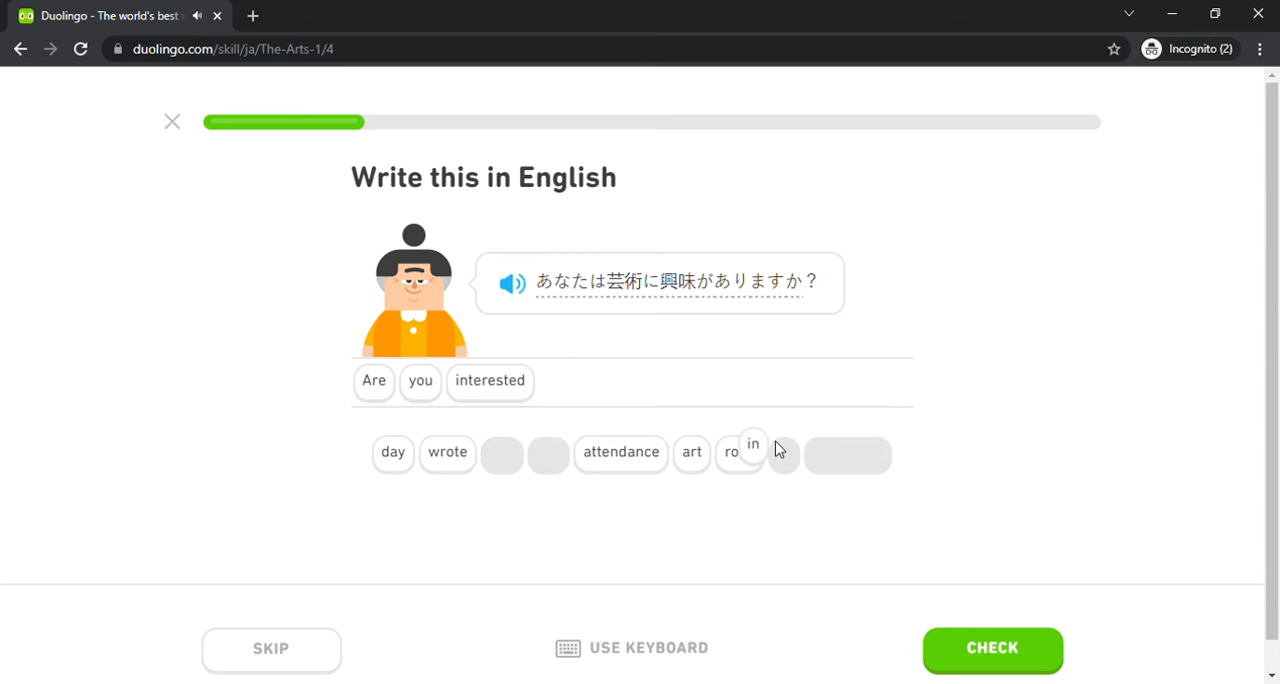 Duolingo - The world's best
duolingo.com/skill/ja/The-Arts-1/4
Incognito (2)
Write this in English
あなたは芸術に興味がありますか？
Are you interested
day wrote attendance art ro in
SKIP
USE KEYBOARD
CHECK